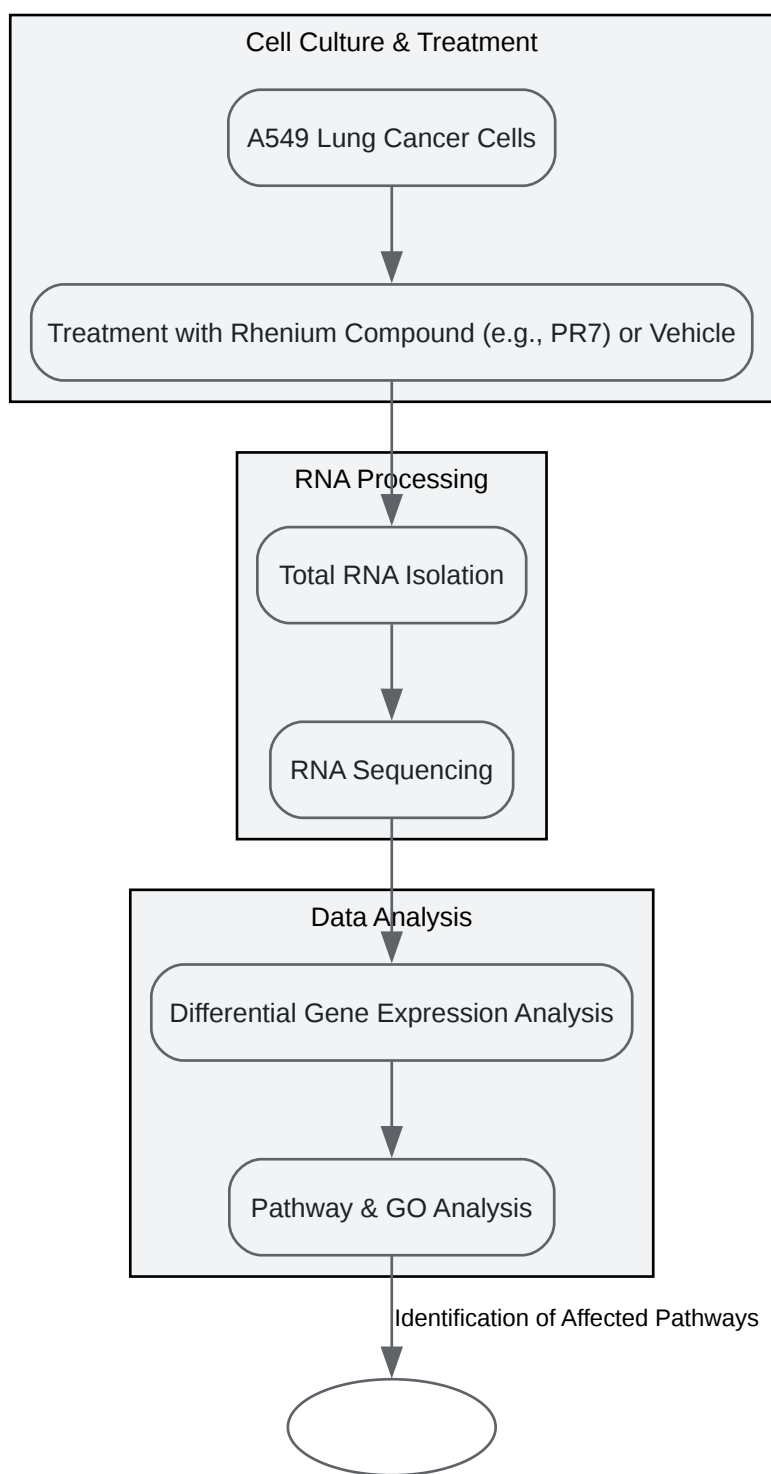 Cell Culture & Treatment
A549 Lung Cancer Cells
Treatment with Rhenium Compound (e.g., PR7) or Vehicle
RNA Processing
Total RNA Isolation
RNA Sequencing
Data Analysis
Differential Gene Expression Analysis
Pathway & GO Analysis
Identification of Affected Pathways